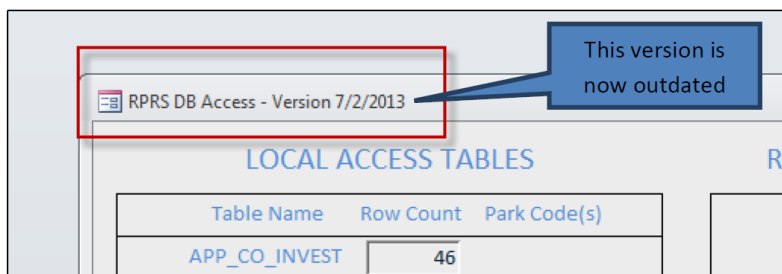 This version is
now outdated
RPRS DB Access - Version 7/2/2013
LOCAL ACCESS TABLES
R
Table Name Row Count Park Code(s)
APP_CO_INVEST 46